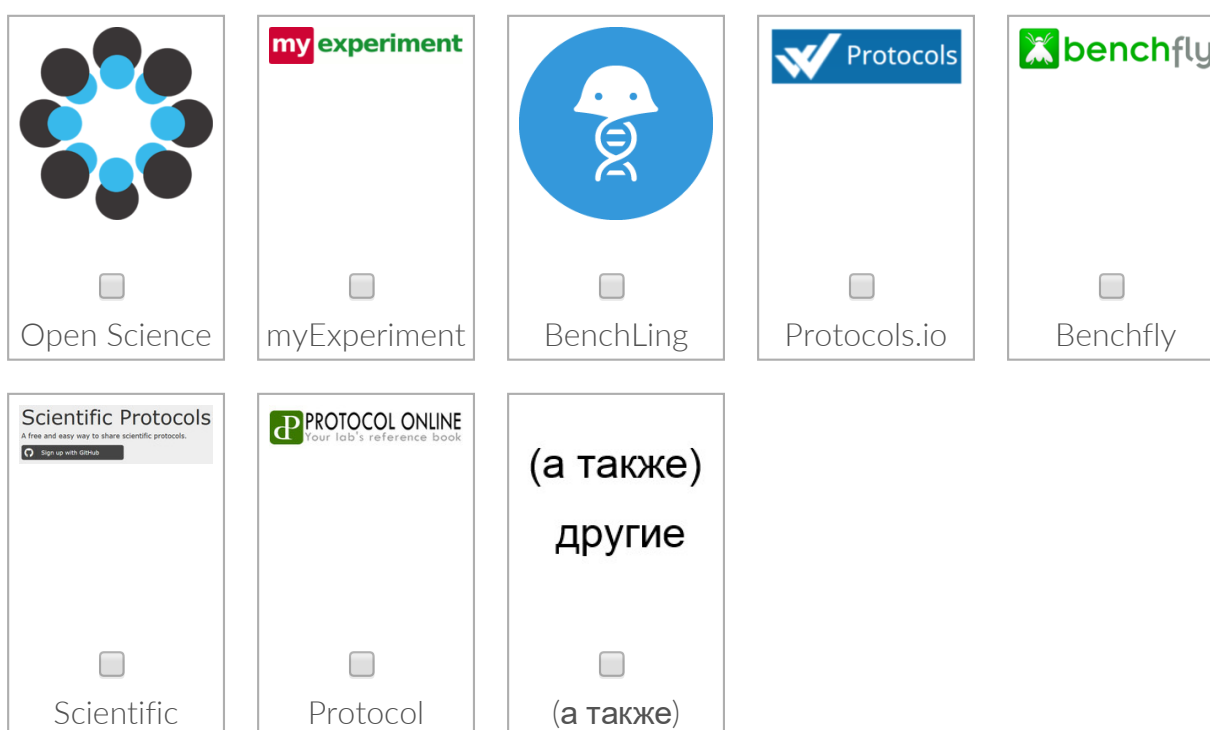 my experiment
Protocols
benchfly
Open Science
myExperiment
BenchLing
Protocols.io
Benchfly
Scientific Protocols
A free and easy way to share scientific protocols.
Sign up with GitHub
PROTOCOL ONLINE
Your lab's reference book
(а также)
другие
Scientific
Protocol
(а также)